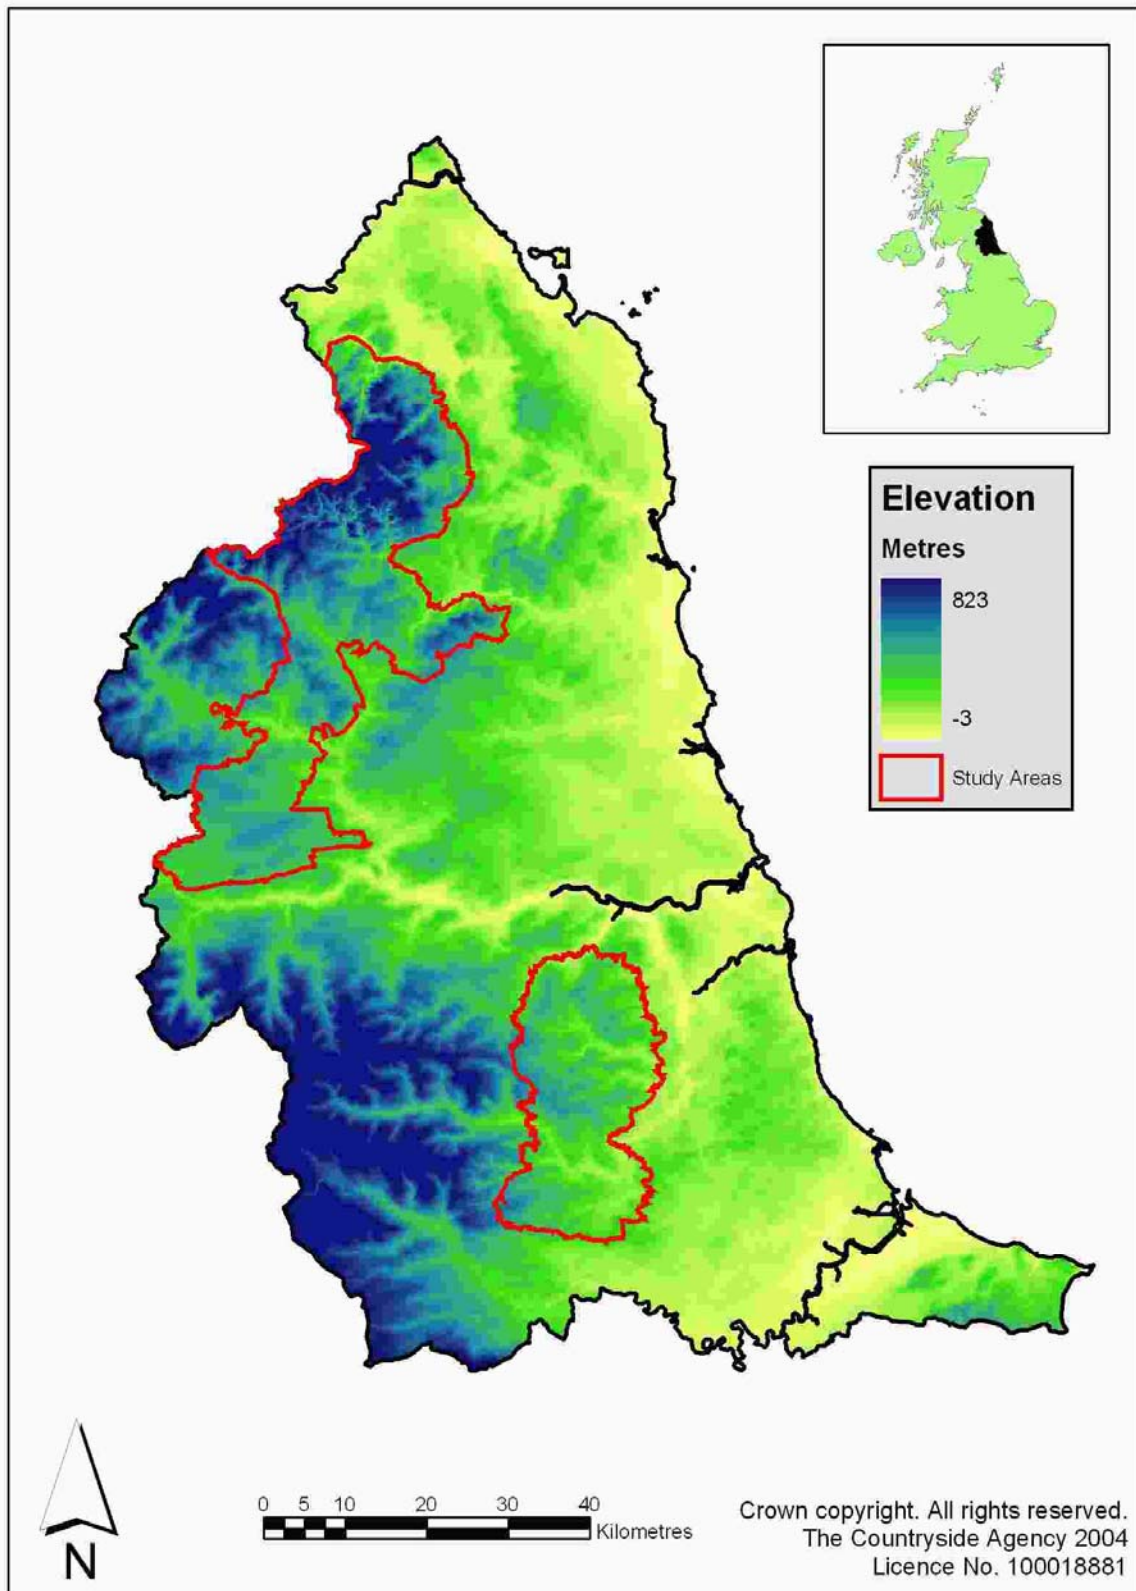 Elevation
Metres
823
-3
Study Areas
N
0 5 10 20 30 40
Kilometres
Crown copyright. All rights reserved.
The Countryside Agency 2004
Licence No. 100018881